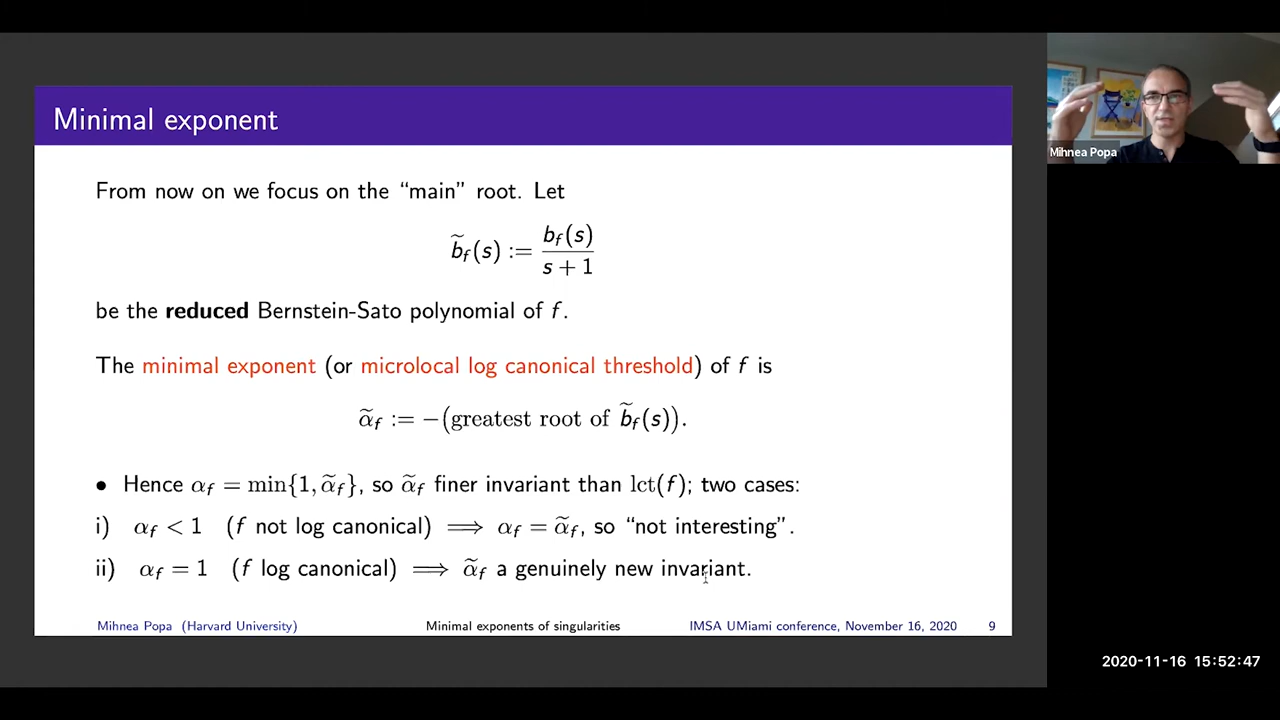 Minimal exponent
From now on we focus on the “main” root. Let
b̃_f(s) := b_f(s) / (s + 1)
be the reduced Bernstein-Sato polynomial of f.
The minimal exponent (or microlocal log canonical threshold) of f is
α̃_f := −(greatest root of b̃_f(s)).
• Hence α_f = min{1, α̃_f}, so α̃_f finer invariant than lct(f); two cases:
i) α_f < 1 (f not log canonical) ⟹ α_f = α̃_f, so “not interesting”.
ii) α_f = 1 (f log canonical) ⟹ α̃_f a genuinely new invariant.
Mihnea Popa (Harvard University) Minimal exponents of singularities IMSA UMiami conference, November 16, 2020 9
Mihnea Popa
2020-11-16 15:52:47